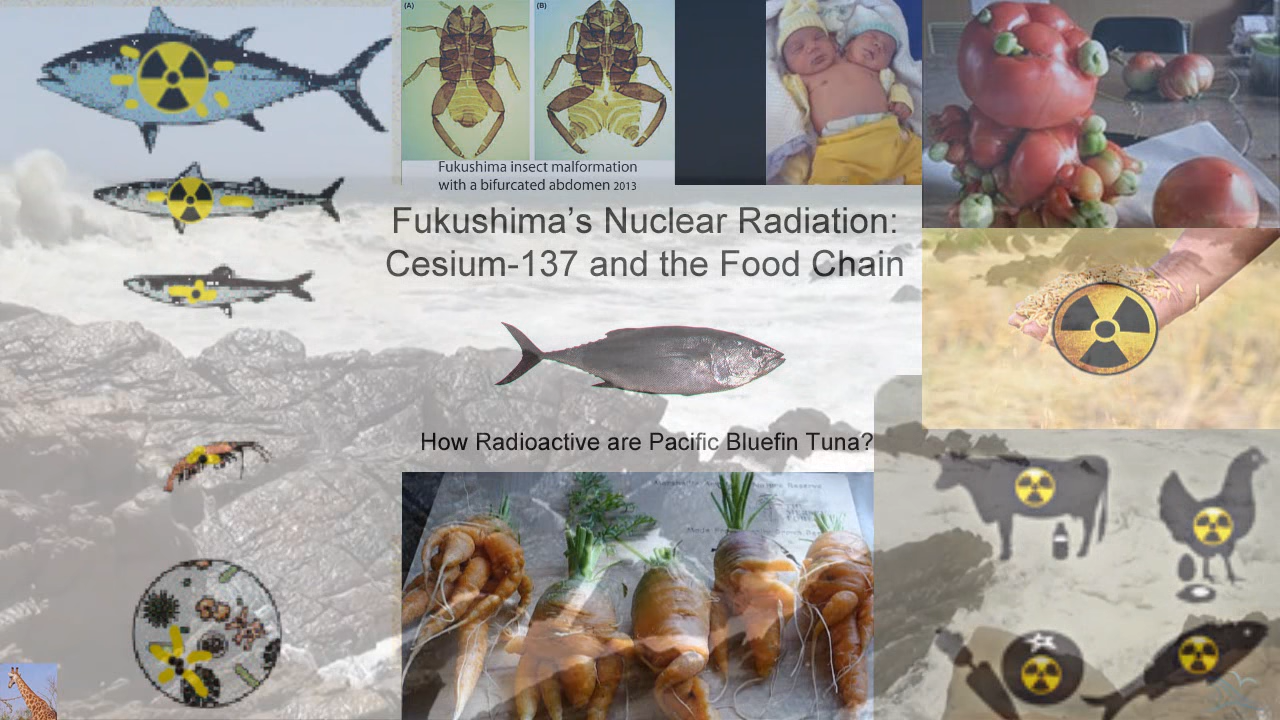 (A)
(B)
Fukushima insect malformation
with a bifurcated abdomen 2013
Fukushima’s Nuclear Radiation:
Cesium-137 and the Food Chain
How Radioactive are Pacific Bluefin Tuna?